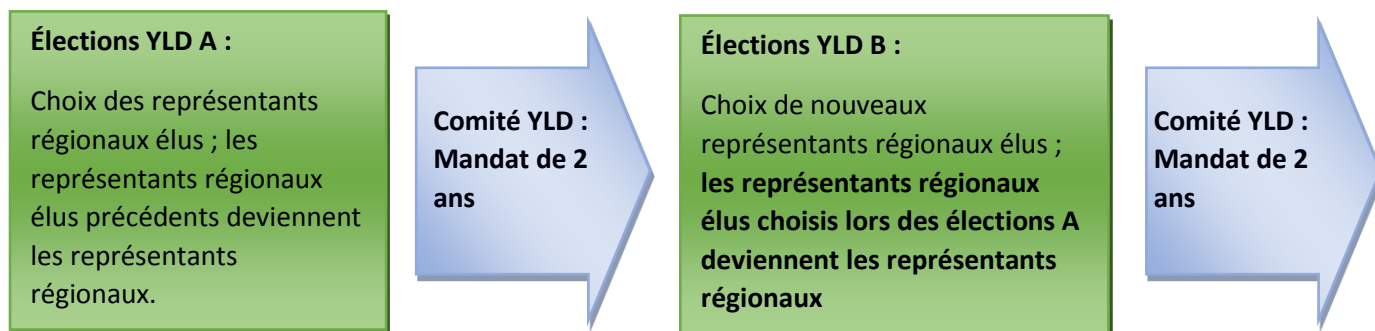 Élections YLD A :
Choix des représentants
régionaux élus ; les
représentants régionaux
élus précédents deviennent
les représentants
régionaux.
Comité YLD :
Mandat de 2
ans
Élections YLD B :
Choix de nouveaux
représentants régionaux élus ;
les représentants régionaux
élus choisis lors des élections A
deviennent les représentants
régionaux
Comité YLD :
Mandat de 2
ans